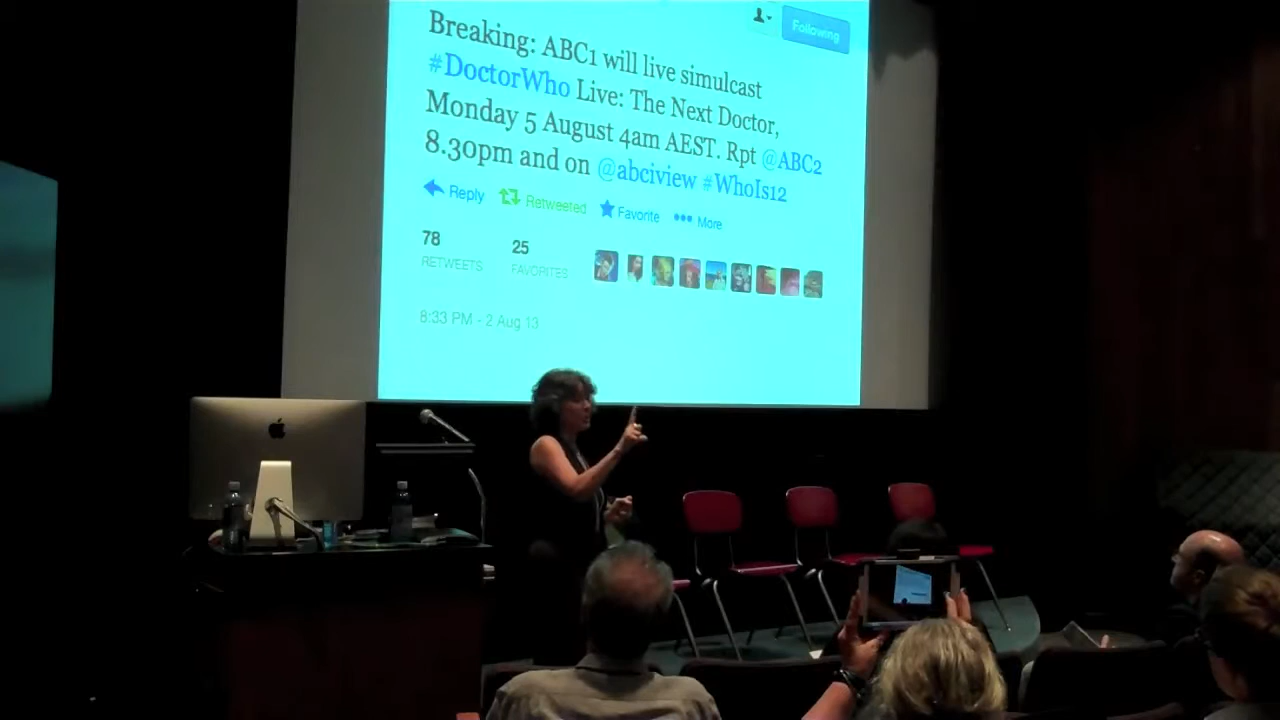 Following
Breaking: ABC1 will live simulcast
#DoctorWho Live: The Next Doctor,
Monday 5 August 4am AEST. Rpt @ABC2
8.30pm and on @abciview #WhoIs12
Reply Retweeted Favorite More
78 25
RETWEETS FAVORITES
8:33 PM - 2 Aug 13